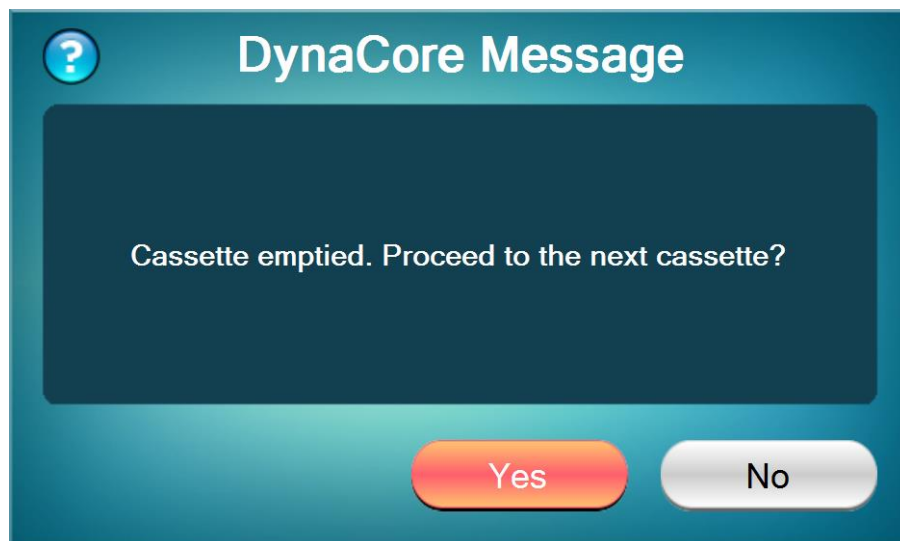 ?
DynaCore Message
Cassette emptied. Proceed to the next cassette?
Yes
No